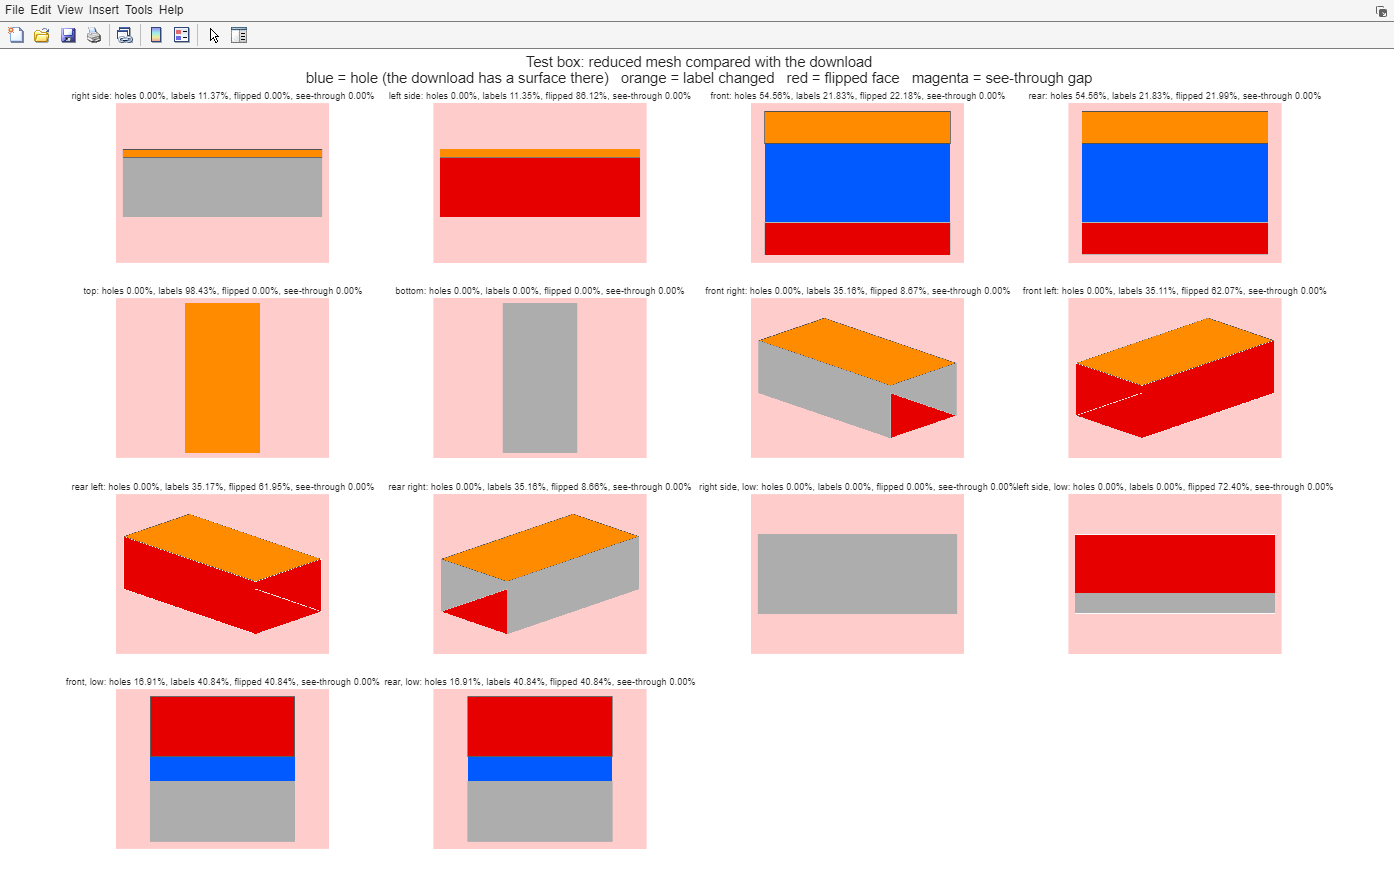 File Edit View Insert Tools Help
Test box: reduced mesh compared with the download
blue = hole (the download has a surface there) orange = label changed red = flipped face magenta = see-through gap
right side: holes 0.00%, labels 11.37%, flipped 0.00%, see-through 0.00%
left side: holes 0.00%, labels 11.35%, flipped 86.12%, see-through 0.00%
front: holes 54.56%, labels 21.83%, flipped 22.18%, see-through 0.00%
rear: holes 54.56%, labels 21.83%, flipped 21.99%, see-through 0.00%
top: holes 0.00%, labels 98.43%, flipped 0.00%, see-through 0.00%
bottom: holes 0.00%, labels 0.00%, flipped 0.00%, see-through 0.00%
front right: holes 0.00%, labels 35.16%, flipped 8.67%, see-through 0.00%
front left: holes 0.00%, labels 35.11%, flipped 62.07%, see-through 0.00%
rear left: holes 0.00%, labels 35.17%, flipped 61.95%, see-through 0.00%
rear right: holes 0.00%, labels 35.16%, flipped 8.66%, see-through 0.00%
right side, low: holes 0.00%, labels 0.00%, flipped 0.00%, see-through 0.00%
left side, low: holes 0.00%, labels 0.00%, flipped 72.40%, see-through 0.00%
front, low: holes 16.91%, labels 40.84%, flipped 40.84%, see-through 0.00%
rear, low: holes 16.91%, labels 40.84%, flipped 40.84%, see-through 0.00%